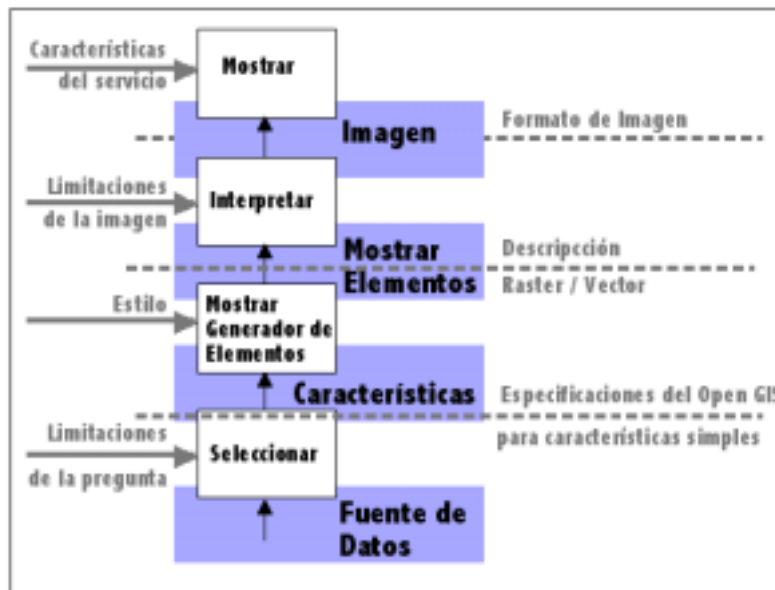 Características
del servicio
Mostrar
Imagen
Formato de Imagen
Limitaciones
de la imagen
Interpretar
Mostrar
Elementos
Descripcción
Raster / Vector
Estilo
Mostrar
Generador de
Elementos
Características
Especificaciones del Open GIS
para características simples
Limitaciones
de la pregunta
Seleccionar
Fuente de
Datos